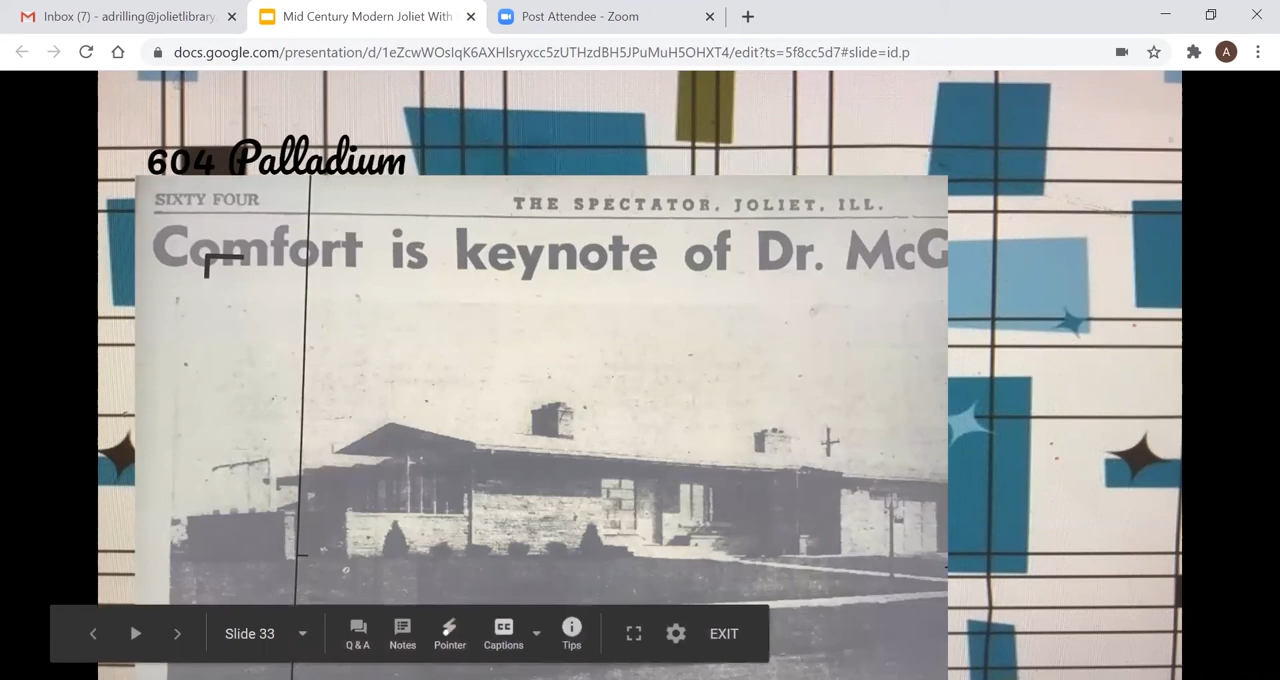 Inbox (7) - adrilling@jolietlibrary.
Mid Century Modern Joliet With
Post Attendee - Zoom
docs.google.com/presentation/d/1eZcwWOsIqK6AXHIsryxcc5zUTHzdBH5JPuMuH5OHXT4/edit?ts=5f8cc5d7#slide=id.p
A
604 Palladium
SIXTY FOUR
THE SPECTATOR, JOLIET, ILL.
Comfort is keynote of Dr. McG
Slide 33
Q & A
Notes
Pointer
CC
Captions
Tips
EXIT